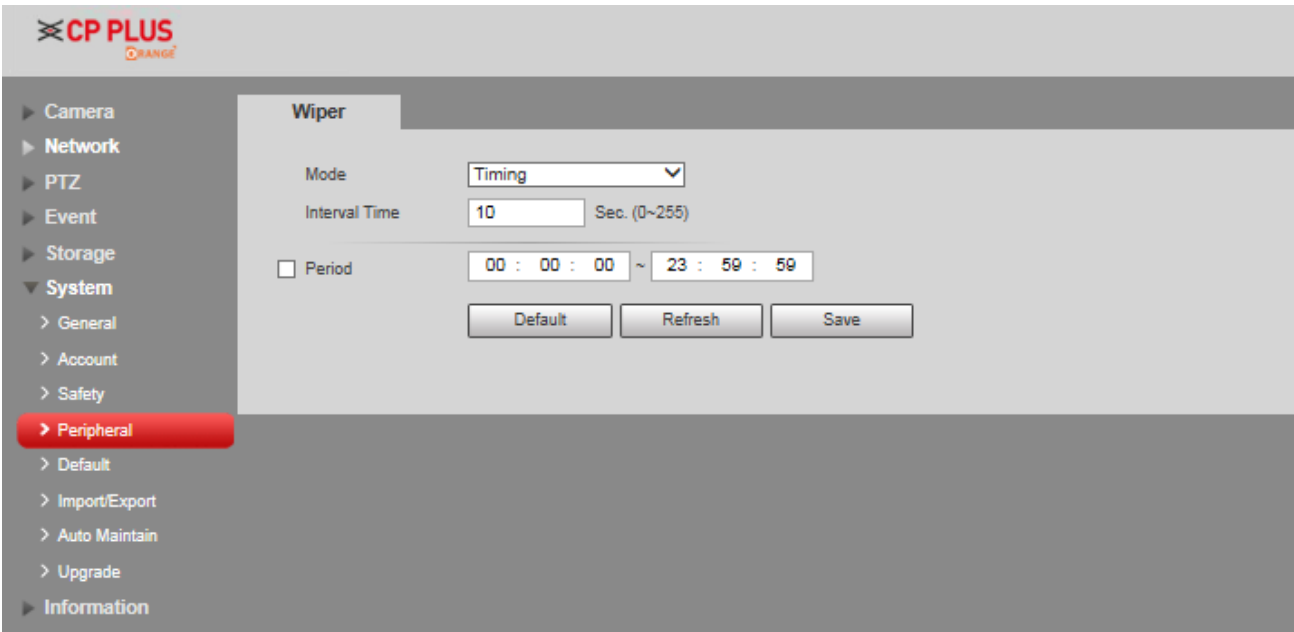 CP PLUS
ORANGE
Camera
Network
PTZ
Event
Storage
System
> General
> Account
> Safety
> Peripheral
> Default
> Import/Export
> Auto Maintain
> Upgrade
Information
Wiper
Mode Timing
Interval Time 10 Sec. (0~255)
Period 00 : 00 : 00 ~ 23 : 59 : 59
Default Refresh Save